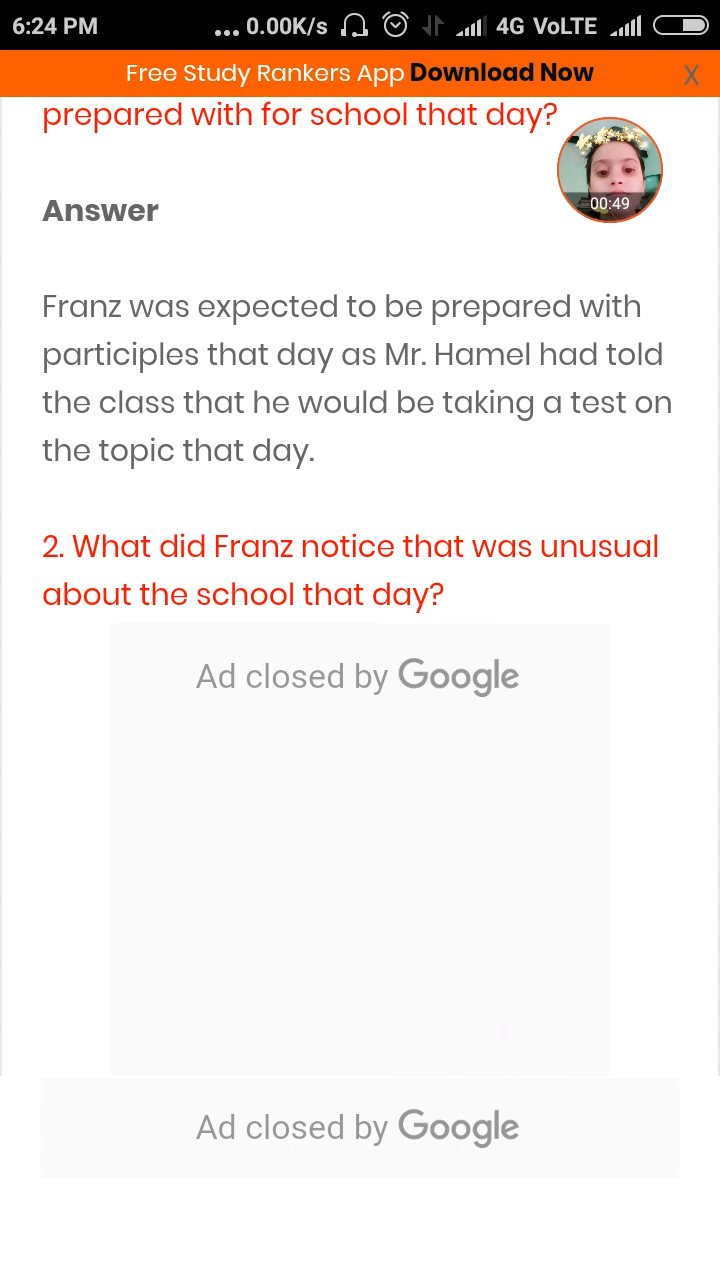 6:24 PM ... 0.00K/s 4G VoLTE
Free Study Rankers App Download Now X
prepared with for school that day?
00:49
Answer
Franz was expected to be prepared with
participles that day as Mr. Hamel had told
the class that he would be taking a test on
the topic that day.
2. What did Franz notice that was unusual
about the school that day?
Ad closed by Google
Ad closed by Google